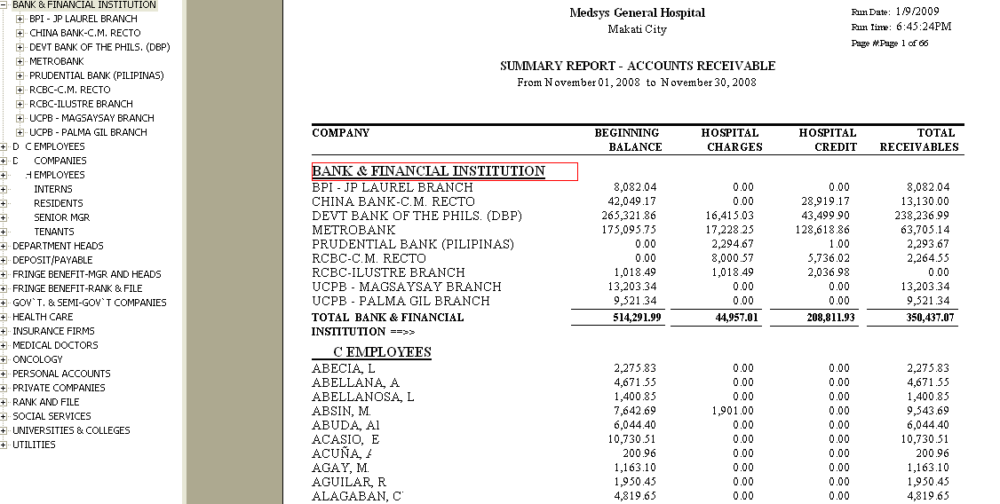 BANK & FINANCIAL INSTITUTION
BPI - JP LAUREL BRANCH
CHINA BANK-C.M. RECTO
DEVT BANK OF THE PHILS. (DBP)
METROBANK
PRUDENTIAL BANK (PILIPINAS)
RCBC-C.M. RECTO
RCBC-ILUSTRE BRANCH
UCPB - MAGSAYSAY BRANCH
UCPB - PALMA GIL BRANCH
D C EMPLOYEES
D COMPANIES
EMPLOYEES
INTERNS
RESIDENTS
SENIOR MGR
TENANTS
DEPARTMENT HEADS
DEPOSIT/PAYABLE
FRINGE BENEFIT-MGR AND HEADS
FRINGE BENEFIT-RANK & FILE
GOV`T. & SEMI-GOV`T COMPANIES
HEALTH CARE
INSURANCE FIRMS
MEDICAL DOCTORS
ONCOLOGY
PERSONAL ACCOUNTS
PRIVATE COMPANIES
RANK AND FILE
SOCIAL SERVICES
UNIVERSITIES & COLLEGES
UTILITIES
Medsys General Hospital
Makati City
Run Date: 1/9/2009
Run Time: 6:45:24PM
Page #:Page 1 of 66
SUMMARY REPORT - ACCOUNTS RECEIVABLE
From November 01, 2008 to November 30, 2008
COMPANY BEGINNING HOSPITAL HOSPITAL TOTAL
BALANCE CHARGES CREDIT RECEIVABLES
BANK & FINANCIAL INSTITUTION
BPI - JP LAUREL BRANCH 8,082.04 0.00 0.00 8,082.04
CHINA BANK-C.M. RECTO 42,049.17 0.00 28,919.17 13,130.00
DEVT BANK OF THE PHILS. (DBP) 265,321.86 16,415.03 43,499.90 238,236.99
METROBANK 175,095.75 17,228.25 128,618.86 63,705.14
PRUDENTIAL BANK (PILIPINAS) 0.00 2,294.67 1.00 2,293.67
RCBC-C.M. RECTO 0.00 8,000.57 5,736.02 2,264.55
RCBC-ILUSTRE BRANCH 1,018.49 1,018.49 2,036.98 0.00
UCPB - MAGSAYSAY BRANCH 13,203.34 0.00 0.00 13,203.34
UCPB - PALMA GIL BRANCH 9,521.34 0.00 0.00 9,521.34
TOTAL BANK & FINANCIAL 514,291.99 44,957.01 208,811.93 350,437.07
INSTITUTION ==>>
C EMPLOYEES
ABECIA, L 2,275.83 0.00 0.00 2,275.83
ABELLANA, A 4,671.55 0.00 0.00 4,671.55
ABELLANOSA, L 1,400.85 0.00 0.00 1,400.85
ABSIN, M. 7,642.69 1,901.00 0.00 9,543.69
ABUDA, Al 6,044.40 0.00 0.00 6,044.40
ACASIO, E 10,730.51 0.00 0.00 10,730.51
ACUÑA, 200.96 0.00 0.00 200.96
AGAY, M. 1,163.10 0.00 0.00 1,163.10
AGUILAR, R 1,950.45 0.00 0.00 1,950.45
ALAGABAN, C 4,819.65 0.00 0.00 4,819.65